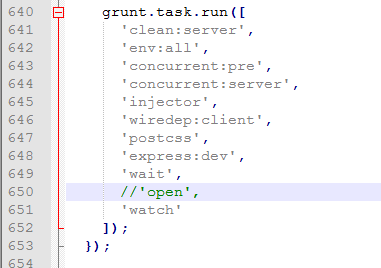 640 grunt.task.run([
641 'clean:server',
642 'env:all',
643 'concurrent:pre',
644 'concurrent:server',
645 'injector',
646 'wiredep:client',
647 'postcss',
648 'express:dev',
649 'wait',
650 //'open',
651 'watch'
652 ]);
653 });
654